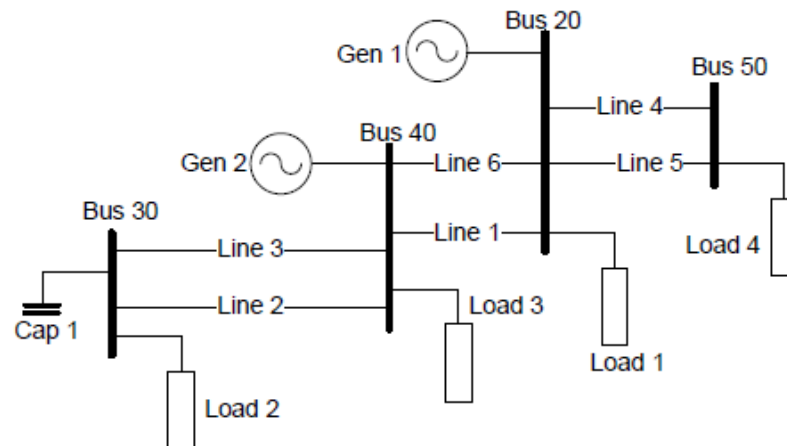 Bus 20
Gen 1
Bus 50
Line 4
Bus 40
Gen 2
Line 6
Line 5
Bus 30
Line 3
Line 1
Load 4
Line 2
Load 3
Cap 1
Load 1
Load 2